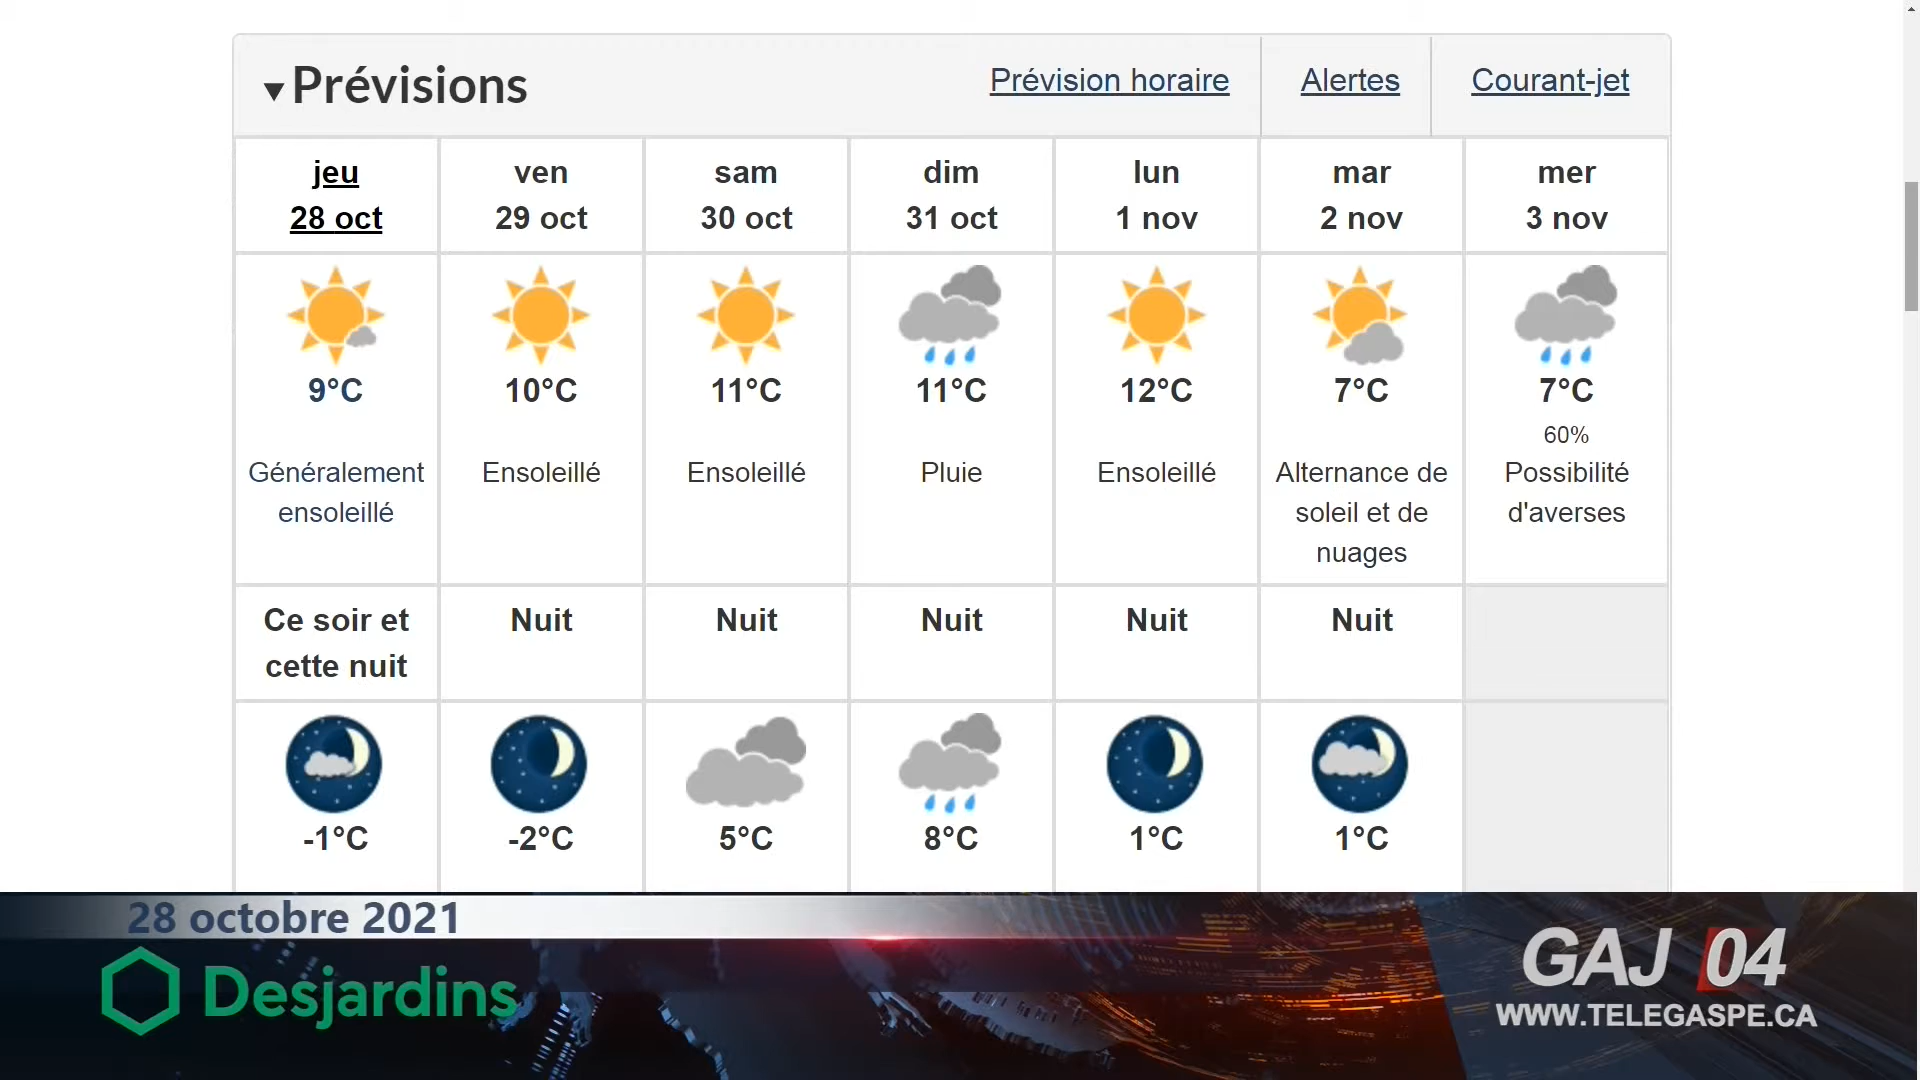 Prévisions
Prévision horaire
Alertes
Courant-jet
jeu
28 oct
ven
29 oct
sam
30 oct
dim
31 oct
lun
1 nov
mar
2 nov
mer
3 nov
9°C
Généralement
ensoleillé
10°C
Ensoleillé
11°C
Ensoleillé
11°C
Pluie
12°C
Ensoleillé
7°C
Alternance de
soleil et de
nuages
7°C
60%
Possibilité
d'averses
Ce soir et
cette nuit
Nuit
Nuit
Nuit
Nuit
Nuit
-1°C
-2°C
5°C
8°C
1°C
1°C
28 octobre 2021
Desjardins
GAJ 04
WWW.TELEGASPE.CA